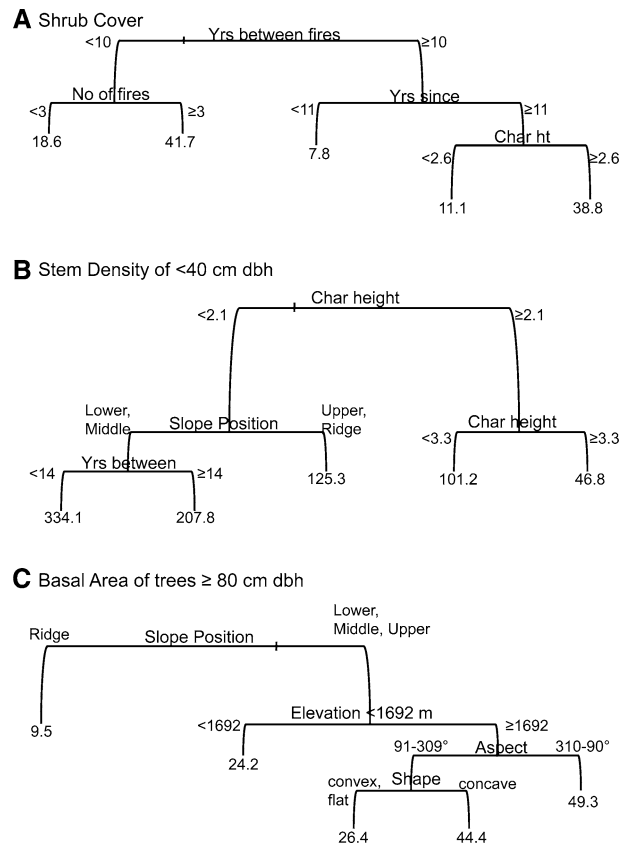 A Shrub Cover
Yrs between fires
<10
≥10
No of fires
<3
≥3
18.6
41.7
Yrs since
<11
≥11
7.8
Char ht
<2.6
≥2.6
11.1
38.8
B Stem Density of <40 cm dbh
Char height
<2.1
≥2.1
Lower,
Middle
Slope Position
Upper,
Ridge
Yrs between
<14
≥14
334.1
207.8
125.3
Char height
<3.3
≥3.3
101.2
46.8
C Basal Area of trees ≥ 80 cm dbh
Ridge
Slope Position
Lower,
Middle, Upper
9.5
Elevation <1692 m
<1692
≥1692
24.2
91-309°
Aspect
310-90°
convex,
flat
Shape
concave
49.3
26.4
44.4